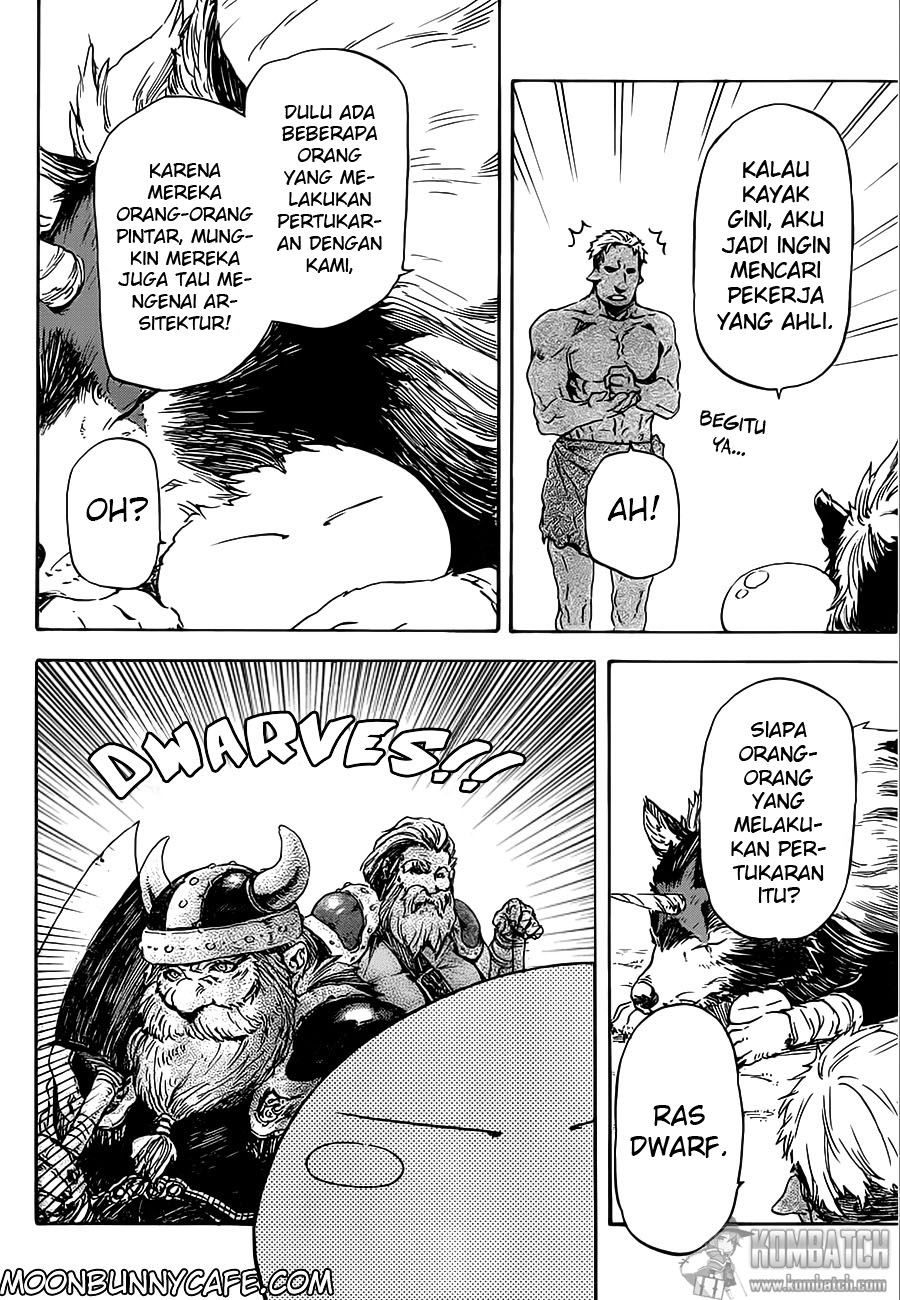 KALAU
KAYAK
GINI, AKU
JADI INGIN
MENCARI
PEKERJA
YANG AHLI.
BEGITU
YA...
AH!
DULU ADA
BEBERAPA
ORANG
YANG ME-
LAKUKAN
PERTUKAR-
AN DENGAN
KAMI,
KARENA
MEREKA
ORANG-ORANG
PINTAR, MUNG-
KIN MEREKA
JUGA TAU ME-
NGENAI AR-
SITEKTUR!
OH?
SIAPA
ORANG-
ORANG
YANG
MELAKU-
KAN PER-
TUKARAN
ITU?
RAS
DWARF.
DWARVES!!
MOONBUNNYCAFE.COM
KOMBATCH
www.kombatch.com